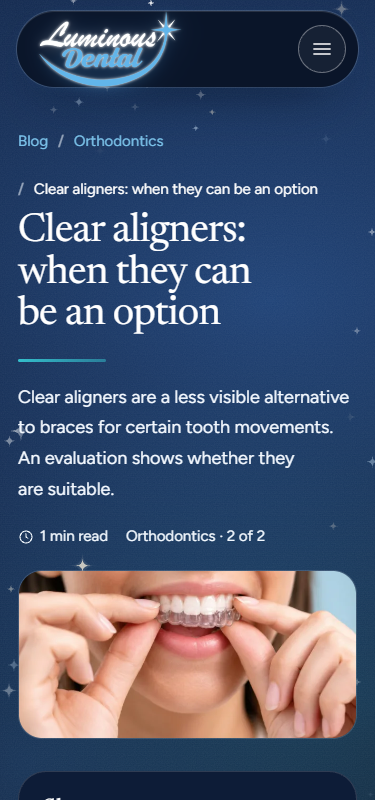 Luminous
Dental
Blog / Orthodontics
/ Clear aligners: when they can be an option
Clear aligners:
when they can
be an option
Clear aligners are a less visible alternative
to braces for certain tooth movements.
An evaluation shows whether they
are suitable.
1 min read Orthodontics · 2 of 2